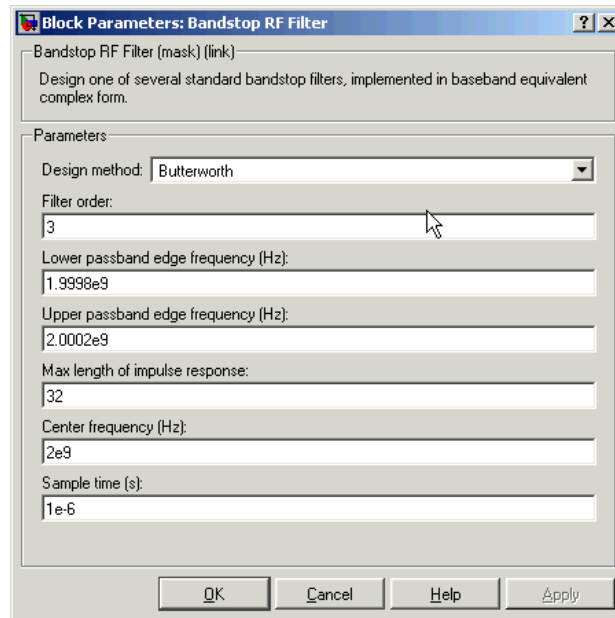 Block Parameters: Bandstop RF Filter
Bandstop RF Filter (mask) (link)
Design one of several standard bandstop filters, implemented in baseband equivalent
complex form.
Parameters
Design method: Butterworth
Filter order:
3
Lower passband edge frequency (Hz):
1.9998e9
Upper passband edge frequency (Hz):
2.0002e9
Max length of impulse response:
32
Center frequency (Hz):
2e9
Sample time (s):
1e-6
OK Cancel Help Apply